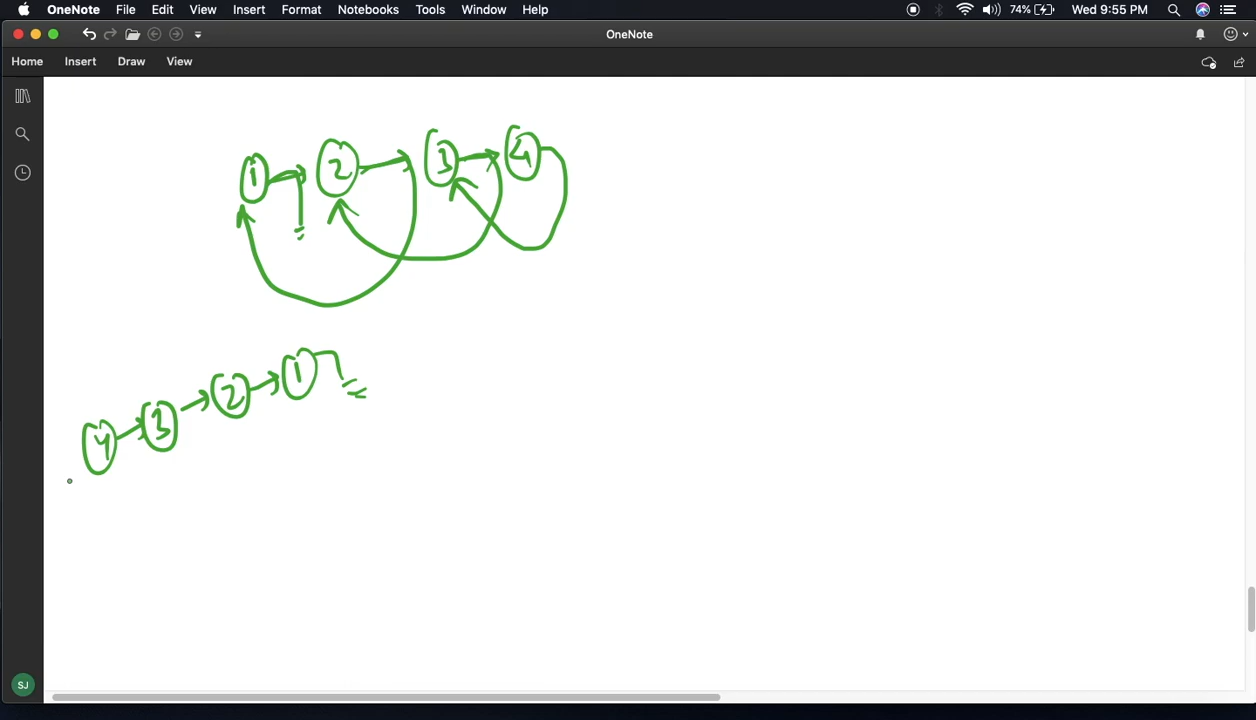 OneNote File Edit View Insert Format Notebooks Tools Window Help 74% Wed 9:55 PM
OneNote
Home Insert Draw View
1 2 3 4
4 3 2 1
SJ